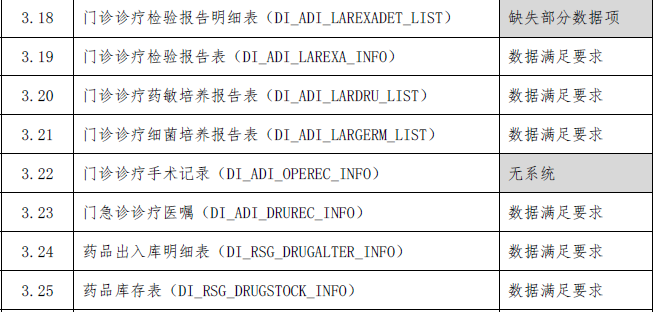 3.18 门诊诊疗检验报告明细表（DI_ADI_LAREXADET_LIST） 缺失部分数据项
3.19 门诊诊疗检验报告表（DI_ADI_LAREXA_INFO） 数据满足要求
3.20 门诊诊疗药敏培养报告表（DI_ADI_LARDRU_LIST） 数据满足要求
3.21 门诊诊疗细菌培养报告表（DI_ADI_LARGERM_LIST） 数据满足要求
3.22 门诊诊疗手术记录（DI_ADI_OPEREC_INFO） 无系统
3.23 门急诊诊疗医嘱（DI_ADI_DRUREC_INFO） 数据满足要求
3.24 药品出入库明细表（DI_RSG_DRUGALTER_INFO） 数据满足要求
3.25 药品库存表（DI_RSG_DRUGSTOCK_INFO） 数据满足要求